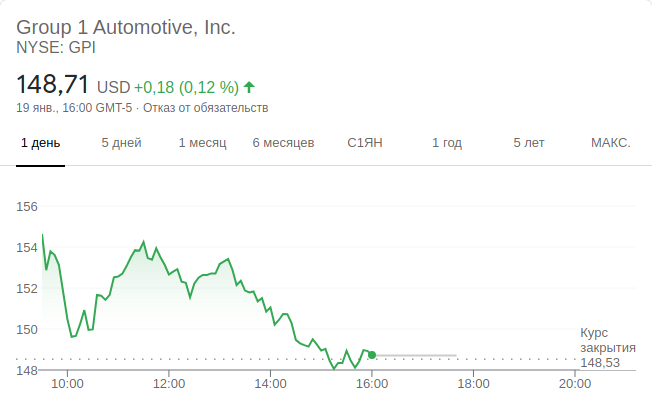 Group 1 Automotive, Inc.
NYSE: GPI
148,71 USD +0,18 (0,12 %)
19 янв., 16:00 GMT-5 · Отказ от обязательств
1 день 5 дней 1 месяц 6 месяцев С1ЯН 1 год 5 лет МАКС.
156
154
152
150
148
Курс
закрытия
148,53
10:00 12:00 14:00 16:00 18:00 20:00